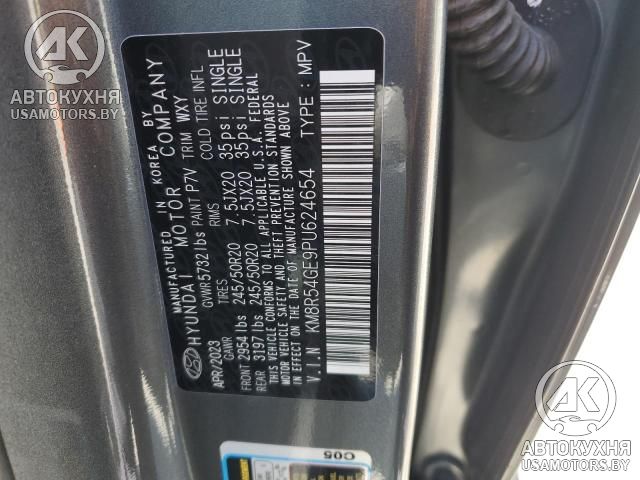 MANUFACTURED IN KOREA BY
HYUNDAI MOTOR COMPANY
APR/2023 GVWR 5732 lbs PAINT P7V TRIM WXY
GAWR TIRES RIMS COLD TIRE INFL
FRONT 2954 lbs 245/50R20 7.5JX20 35psi SINGLE
REAR 3197 lbs 245/50R20 7.5JX20 35psi SINGLE
THIS VEHICLE CONFORMS TO ALL APPLICABLE U.S.A. FEDERAL
MOTOR VEHICLE SAFETY AND THEFT PREVENTION STANDARDS
IN EFFECT ON THE DATE OF MANUFACTURE SHOWN ABOVE
V.I.N KM8R54GE9PU624654 TYPE : MPV
C05
АК
АВТОКУХНЯ
USAMOTORS.BY
АК
АВТОКУХНЯ
USAMOTORS.BY